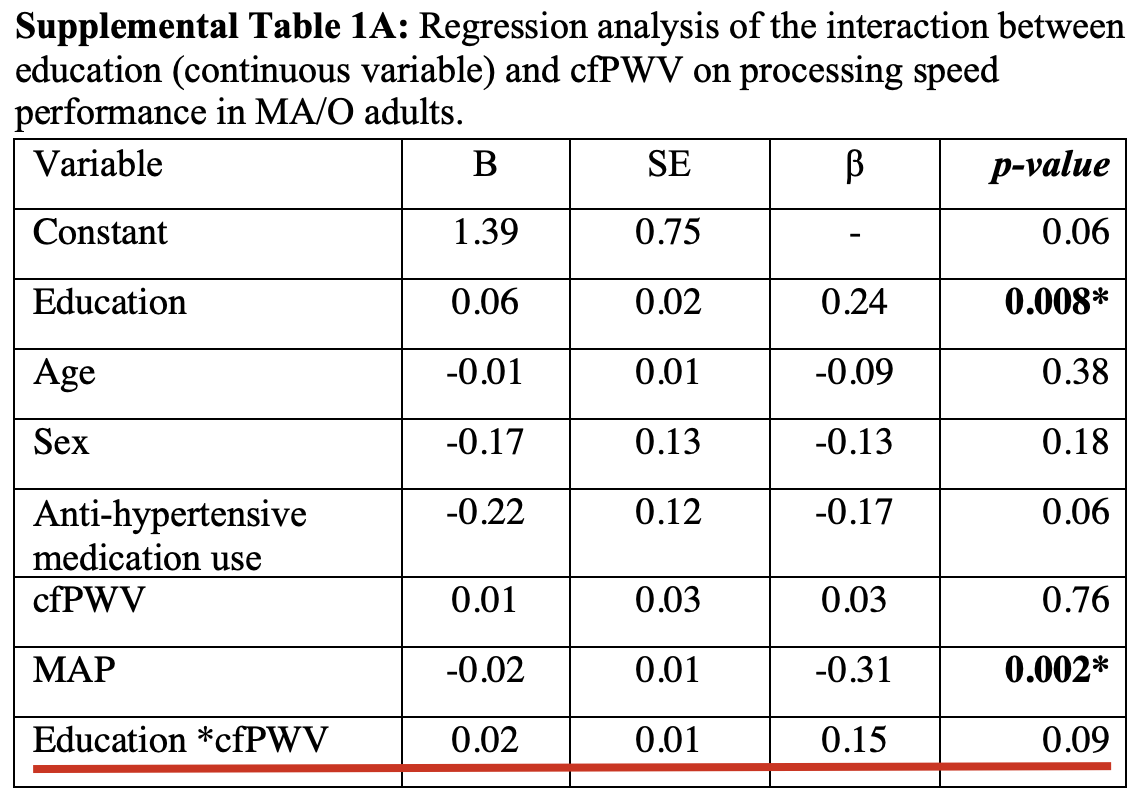 Supplemental Table 1A: Regression analysis of the interaction between
education (continuous variable) and cfPWV on processing speed
performance in MA/O adults.
Variable B SE β p-value
Constant 1.39 0.75 - 0.06
Education 0.06 0.02 0.24 0.008*
Age -0.01 0.01 -0.09 0.38
Sex -0.17 0.13 -0.13 0.18
Anti-hypertensive -0.22 0.12 -0.17 0.06
medication use
cfPWV 0.01 0.03 0.03 0.76
MAP -0.02 0.01 -0.31 0.002*
Education *cfPWV 0.02 0.01 0.15 0.09